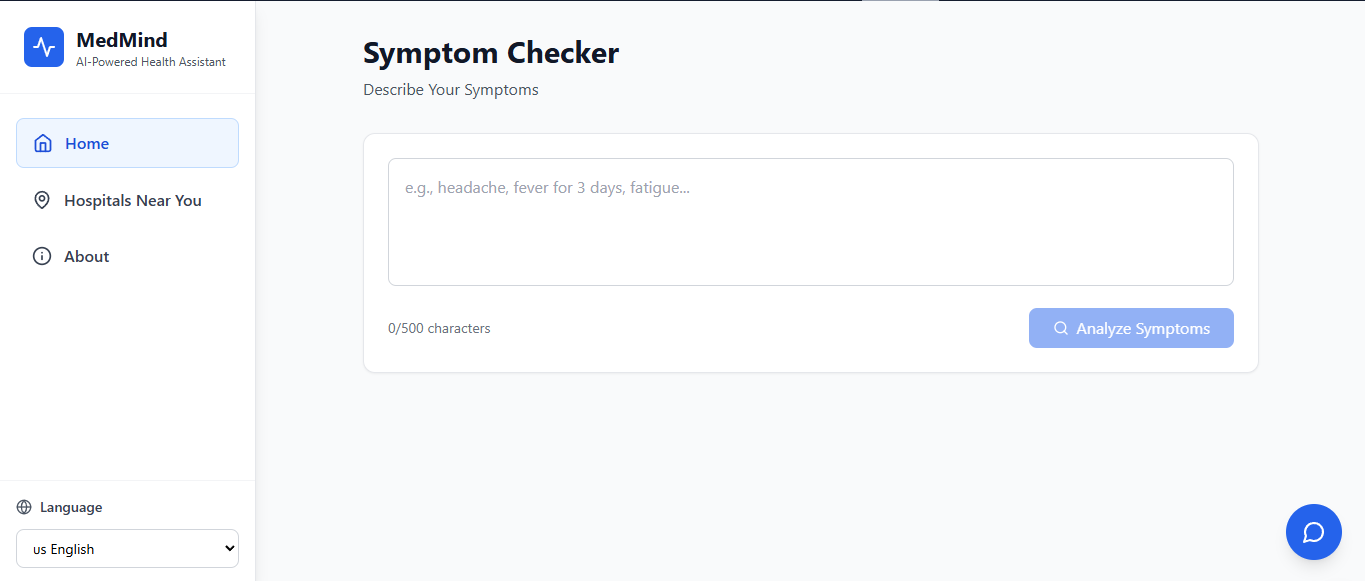 MedMind
AI-Powered Health Assistant
Home
Hospitals Near You
About
Language
us English
Symptom Checker
Describe Your Symptoms
e.g., headache, fever for 3 days, fatigue...
0/500 characters
Analyze Symptoms